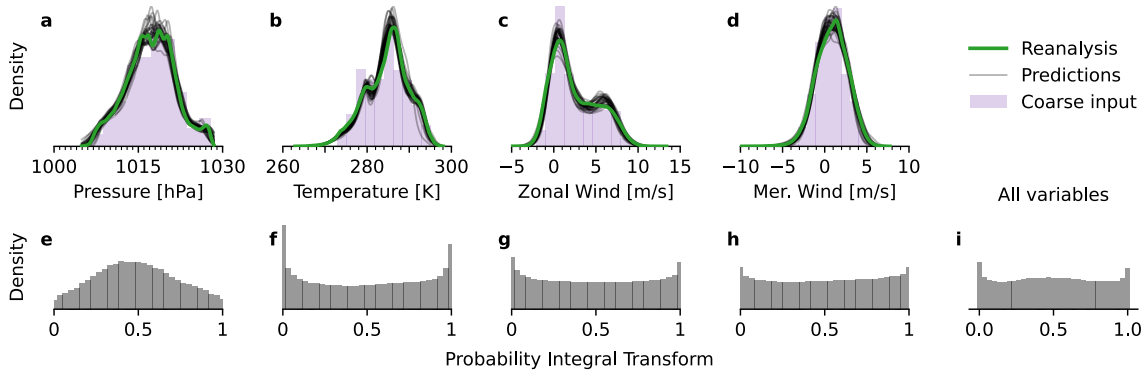 a b c d
Density
Reanalysis
Predictions
Coarse input
1000 1015 1030
260 280 300
−5 0 5 10 15
−10 −5 0 5 10
Pressure [hPa]
Temperature [K]
Zonal Wind [m/s]
Mer. Wind [m/s]
All variables
e f g h i
Density
0 0.5 1
0 0.5 1
0 0.5 1
0 0.5 1
0.0 0.5 1.0
Probability Integral Transform